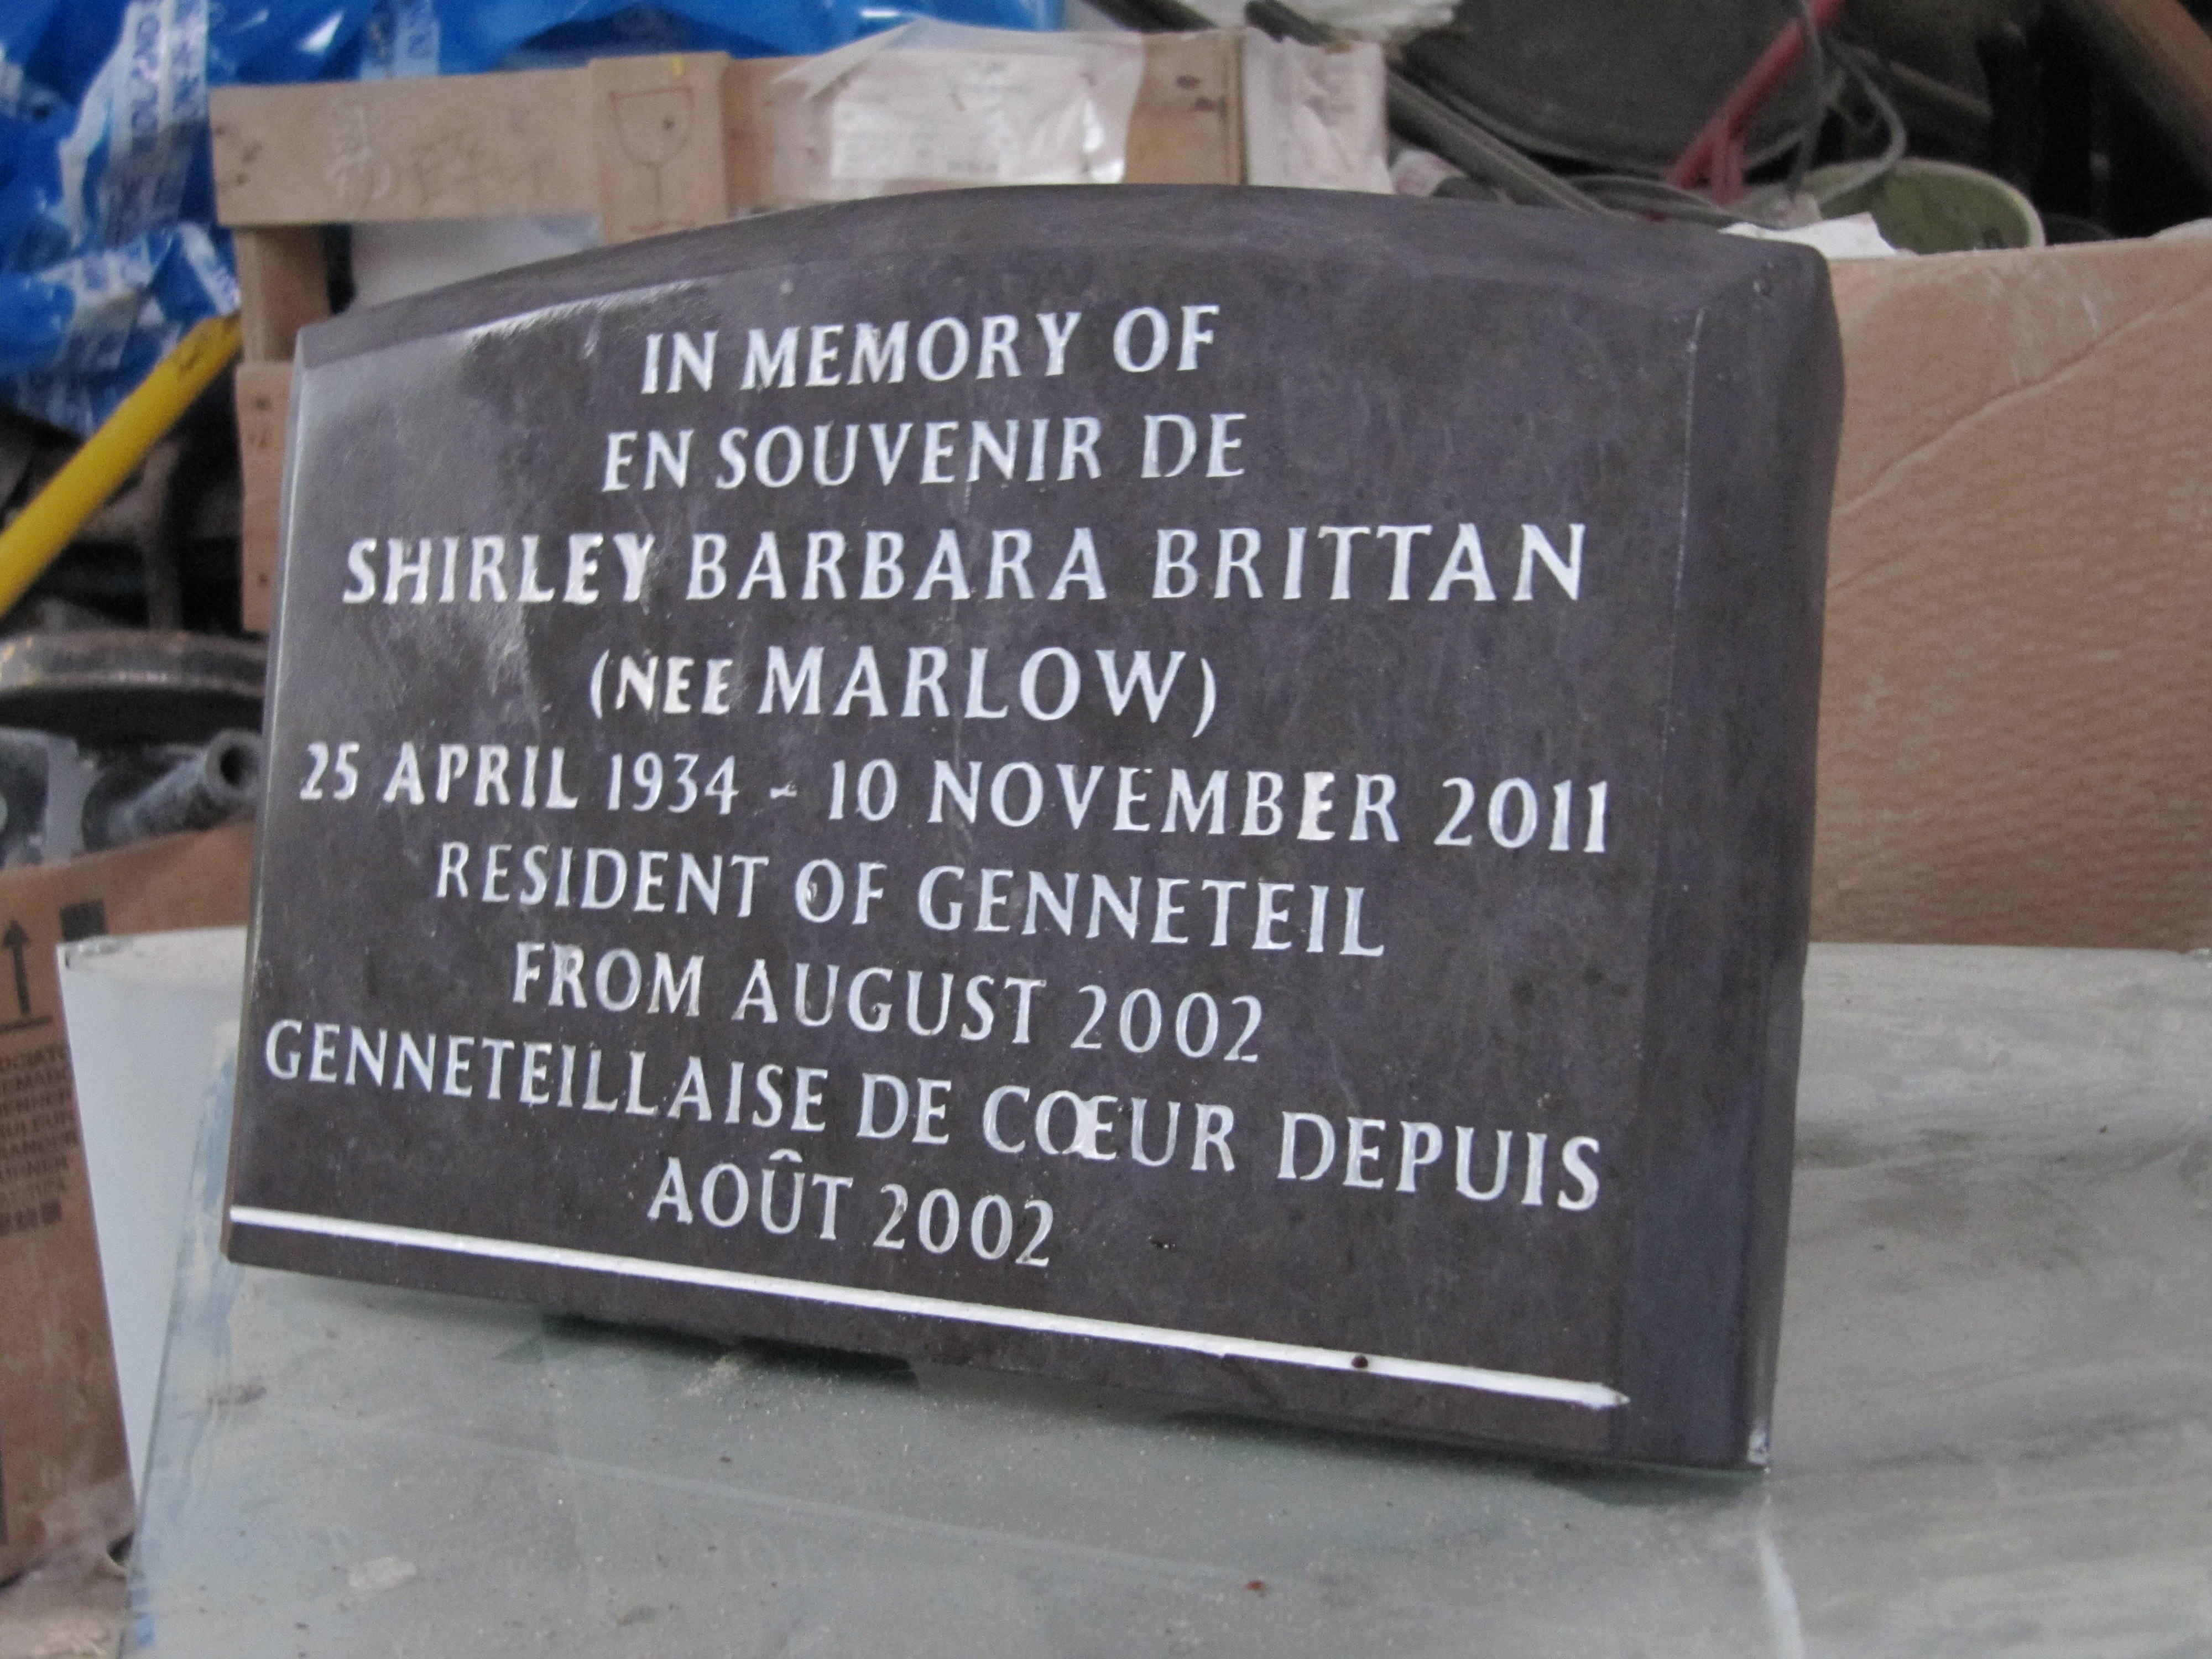 IN MEMORY OF
EN SOUVENIR DE
SHIRLEY BARBARA BRITTAN
(NEE MARLOW)
25 APRIL 1934 - 10 NOVEMBER 2011
RESIDENT OF GENNETEIL
FROM AUGUST 2002
GENNETEILLAISE DE CŒUR DEPUIS
AOÛT 2002